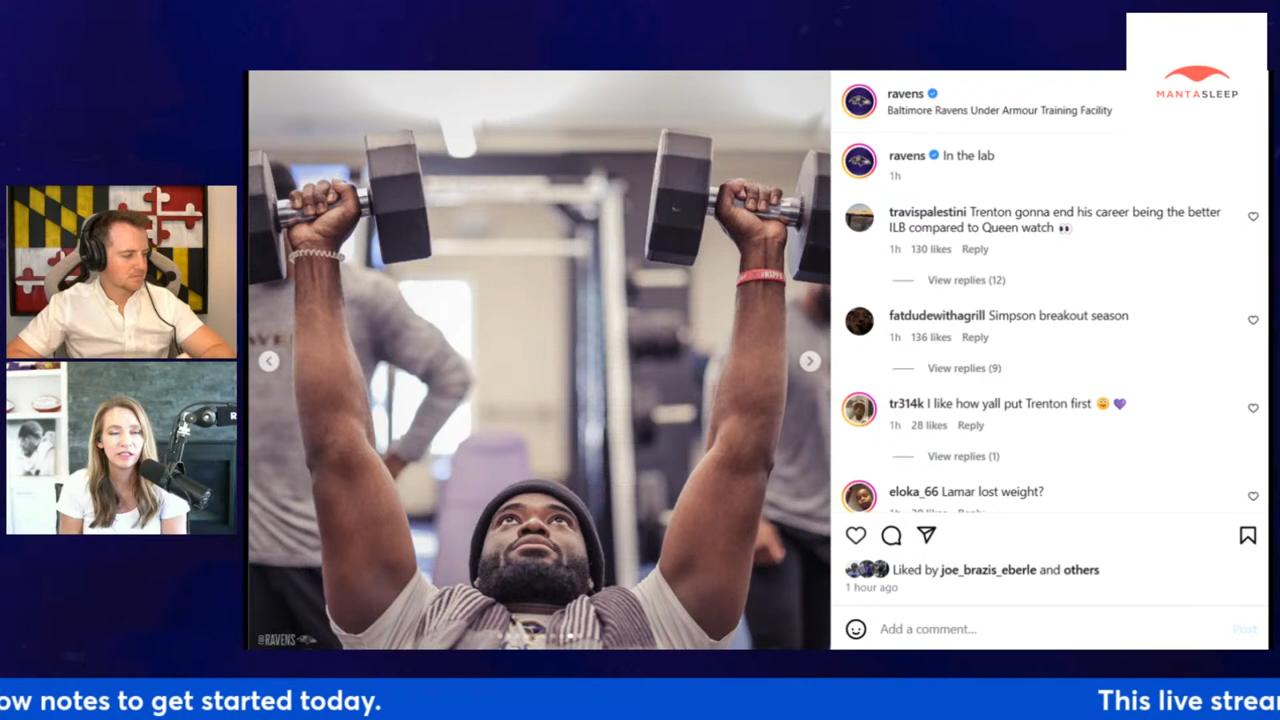 MANTASLEEP
ravens
Baltimore Ravens Under Armour Training Facility
ravens In the lab
1h
travispalestini Trenton gonna end his career being the better
ILB compared to Queen watch 👀
1h 130 likes Reply
View replies (12)
fatdudewithagrill Simpson breakout season
1h 136 likes Reply
View replies (9)
tr314k I like how yall put Trenton first 😩 💜
1h 28 likes Reply
View replies (1)
eloka_66 Lamar lost weight?
Liked by joe_brazis_eberle and others
1 hour ago
Add a comment...
Post
@RAVENS
ow notes to get started today.
This live strea